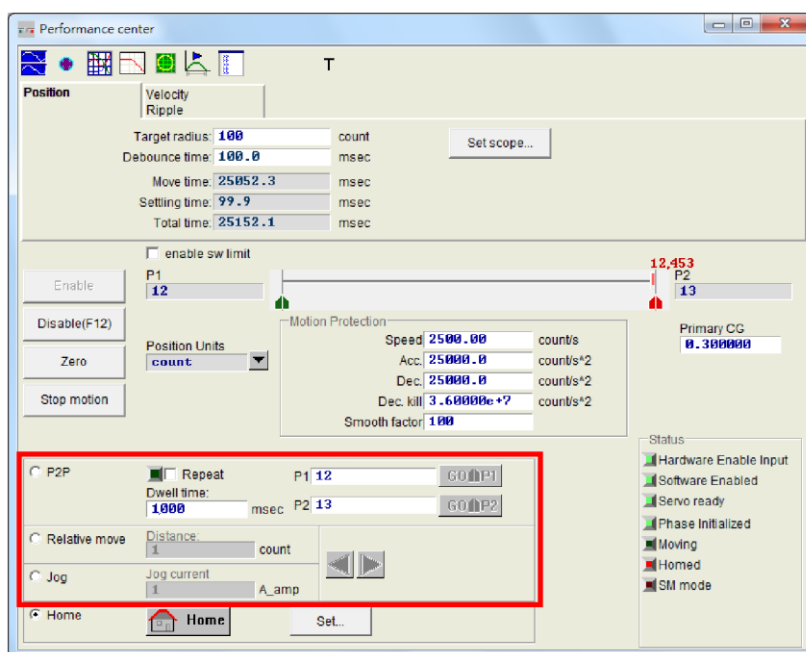 Performance center
T
Position
Velocity
Ripple
Target radius: 100 count
Set scope...
Debounce time: 100.0 msec
Move time: 25052.3 msec
Settling time: 99.9 msec
Total time: 25152.1 msec
enable sw limit
12,453
Enable
P1
12
P2
13
Disable(F12)
Motion Protection
Speed 2500.00 count/s
Primary CG
0.300000
Position Units
count
Acc. 25000.0 count/s^2
Zero
Dec. 25000.0 count/s^2
Stop motion
Dec. kill 3.60000e+7 count/s^2
Smooth factor 100
Status
Hardware Enable Input
Software Enabled
Servo ready
Phase Initialized
Moving
Homed
SM mode
P2P
Repeat
P1 12
GO P1
Dwell time:
1000 msec
P2 13
GO P2
Relative move
Distance:
1 count
Jog
Jog current
1 A_amp
Home
Home
Set...